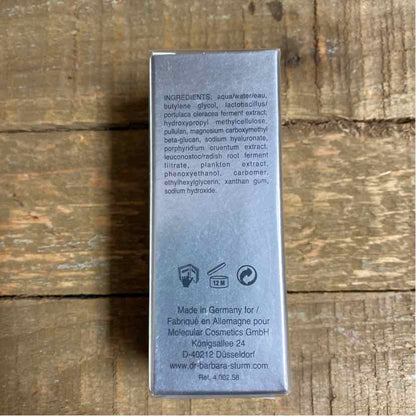 INGREDIENTS: aqua/water/eau,
butylene glycol, lactobacillus/
portulaca oleracea ferment extract,
hydroxypropyl methylcellulose,
pullulan, magnesium carboxymethyl
beta-glucan, sodium hyaluronate,
porphyridium cruentum extract,
leuconostoc/radish root ferment
filtrate, plankton extract,
phenoxyethanol, carbomer,
ethylhexylglycerin, xanthan gum,
sodium hydroxide.
12 M
Made in Germany for /
Fabriqué en Allemagne pour
Molecular Cosmetics GmbH
Königsallee 24
D-40212 Düsseldorf
www.dr-barbara-sturm.com
Ref. 4.002.58